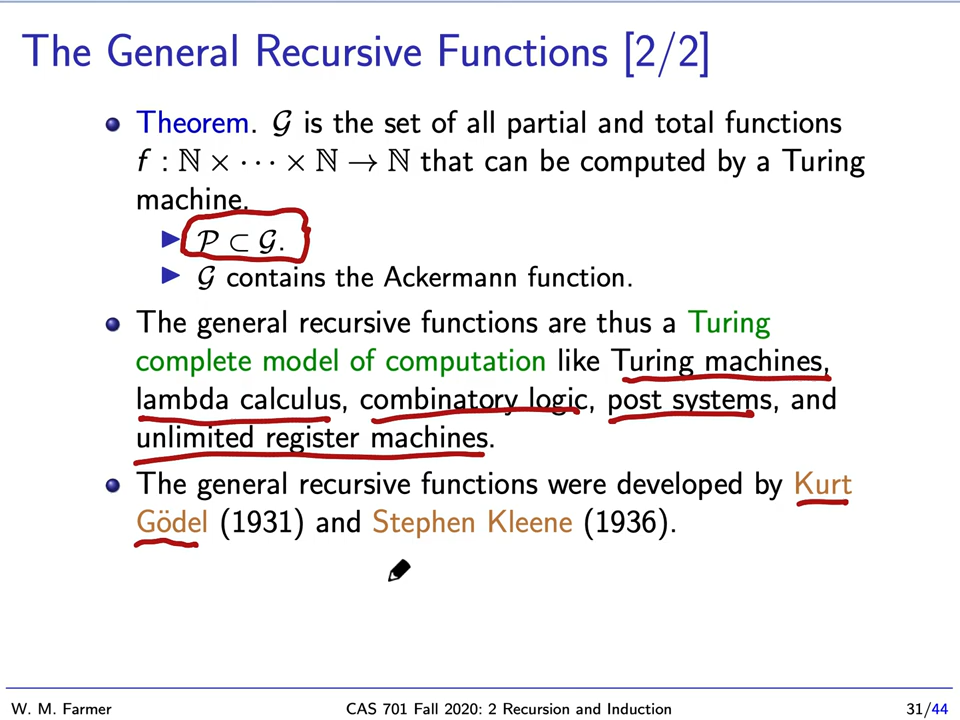 The General Recursive Functions [2/2]
Theorem. 𝒢 is the set of all partial and total functions
f : ℕ × · · · × ℕ → ℕ that can be computed by a Turing
machine.
𝒫 ⊂ 𝒢.
𝒢 contains the Ackermann function.
The general recursive functions are thus a Turing
complete model of computation like Turing machines,
lambda calculus, combinatory logic, post systems, and
unlimited register machines.
The general recursive functions were developed by Kurt
Gödel (1931) and Stephen Kleene (1936).
W. M. Farmer CAS 701 Fall 2020: 2 Recursion and Induction 31/44